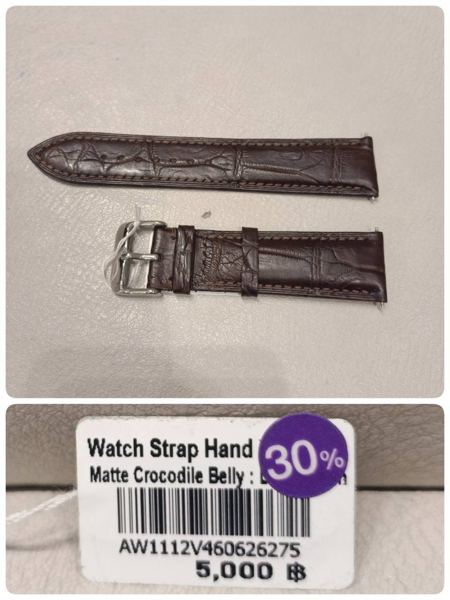 Watch Strap Hand
30%
Matte Crocodile Belly :
AW1112V460626275
5,000 ฿